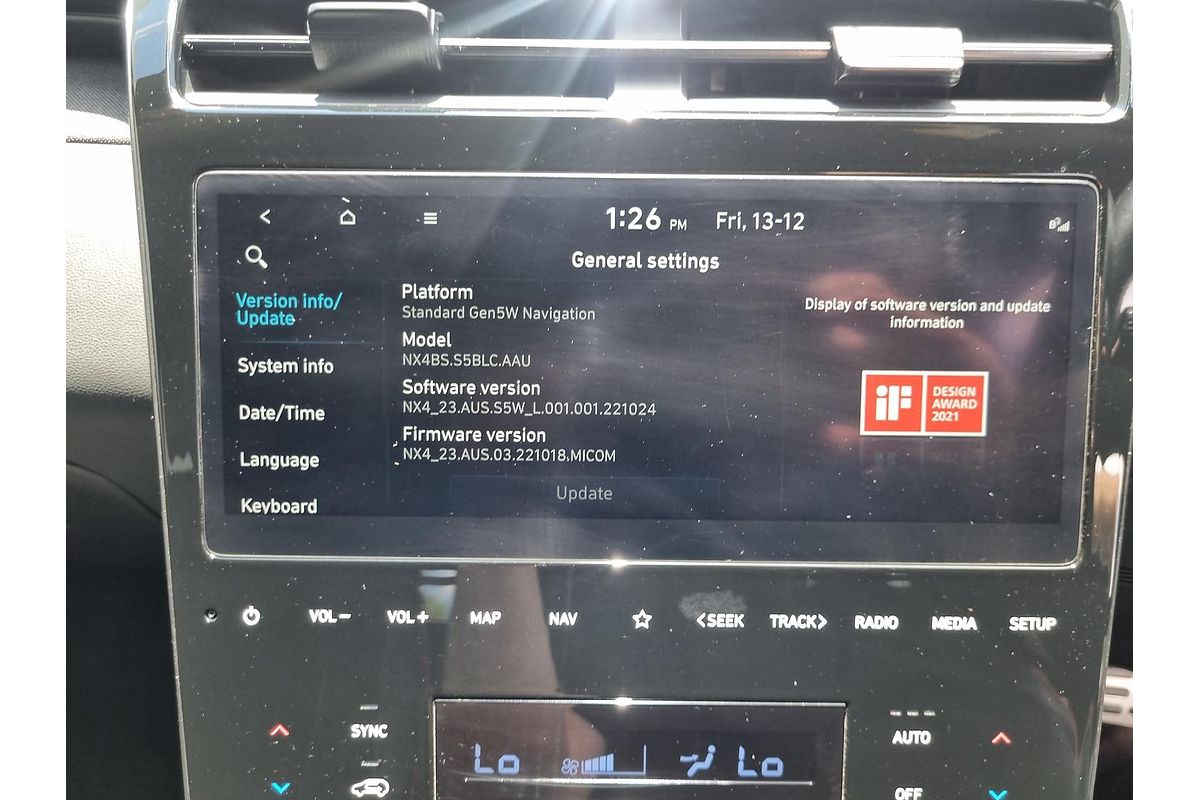 1:26 PM Fri, 13-12
General settings
Version info/
Update
System info
Date/Time
Language
Keyboard
Platform
Standard Gen5W Navigation
Model
NX4BS.S5BLC.AAU
Software version
NX4_23.AUS.S5W_L.001.001.221024
Firmware version
NX4_23.AUS.03.221018.MICOM
Update
Display of software version and update
information
iF
DESIGN
AWARD
2021
VOL− VOL+ MAP NAV <SEEK TRACK> RADIO MEDIA SETUP
SYNC
AUTO
Lo Lo
OFF